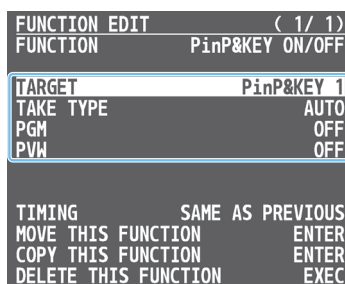 FUNCTION EDIT ( 1/ 1)
FUNCTION PinP&KEY ON/OFF
TARGET PinP&KEY 1
TAKE TYPE AUTO
PGM OFF
PVW OFF
TIMING SAME AS PREVIOUS
MOVE THIS FUNCTION ENTER
COPY THIS FUNCTION ENTER
DELETE THIS FUNCTION EXEC